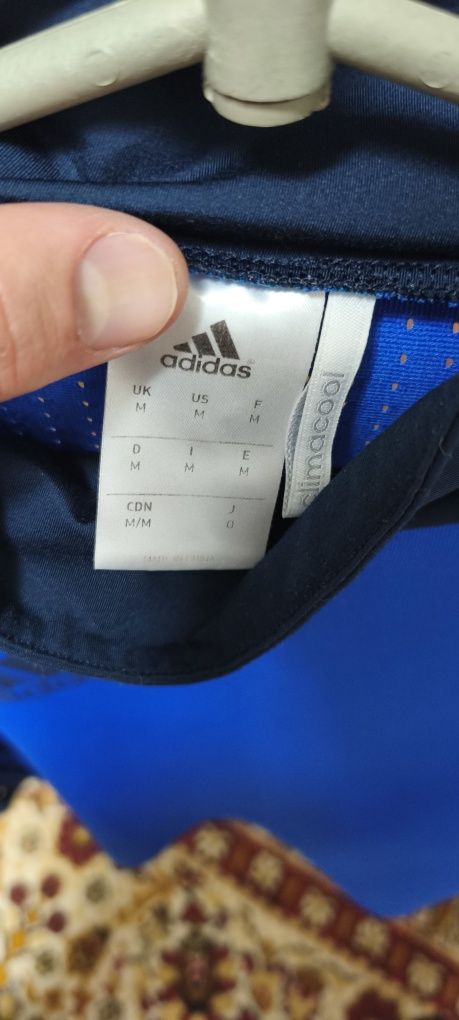 adidas
UK US F
M M M
D I E
M M M
CDN J
M/M O
climacool